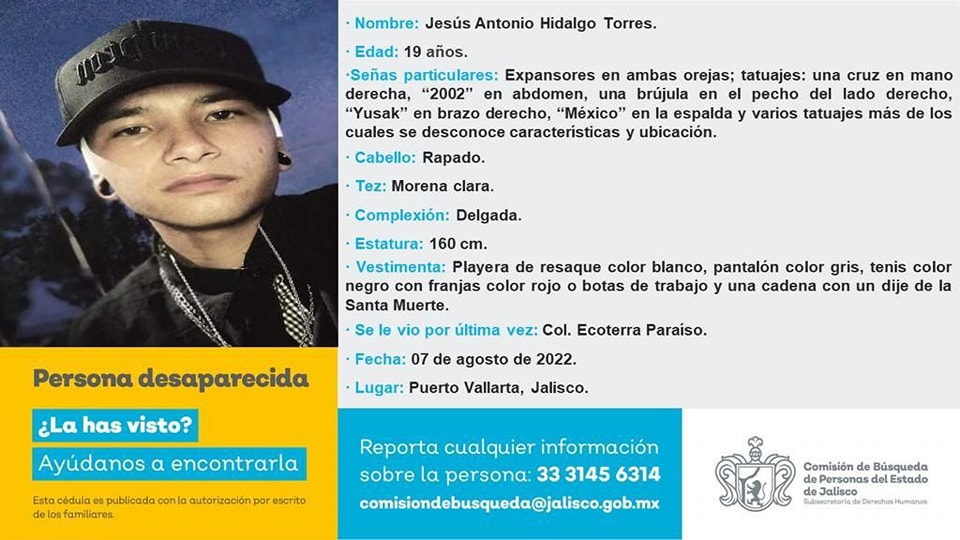 · Nombre: Jesús Antonio Hidalgo Torres.
· Edad: 19 años.
·Señas particulares: Expansores en ambas orejas; tatuajes: una cruz en mano
derecha, “2002” en abdomen, una brújula en el pecho del lado derecho,
“Yusak” en brazo derecho, “México” en la espalda y varios tatuajes más de los
cuales se desconoce características y ubicación.
· Cabello: Rapado.
· Tez: Morena clara.
· Complexión: Delgada.
· Estatura: 160 cm.
· Vestimenta: Playera de resaque color blanco, pantalón color gris, tenis color
negro con franjas color rojo o botas de trabajo y una cadena con un dije de la
Santa Muerte.
· Se le vio por última vez: Col. Ecoterra Paraíso.
· Fecha: 07 de agosto de 2022.
· Lugar: Puerto Vallarta, Jalisco.
Persona desaparecida
¿La has visto?
Ayúdanos a encontrarla
Esta cédula es publicada con la autorización por escrito
de los familiares.
Reporta cualquier información
sobre la persona: 33 3145 6314
comisiondebusqueda@jalisco.gob.mx
Comisión de Búsqueda
de Personas del Estado
de Jalisco
Subsecretaría de Derechos Humanos